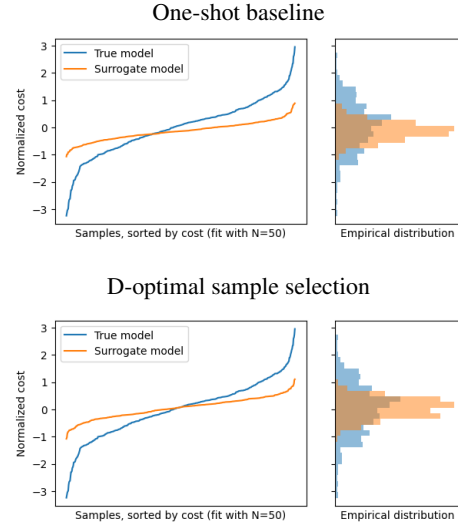 One-shot baseline
3
2
1
0
−1
−2
−3
Normalized cost
True model
Surrogate model
Samples, sorted by cost (fit with N=50)
Empirical distribution
D-optimal sample selection
3
2
1
0
−1
−2
−3
Normalized cost
True model
Surrogate model
Samples, sorted by cost (fit with N=50)
Empirical distribution